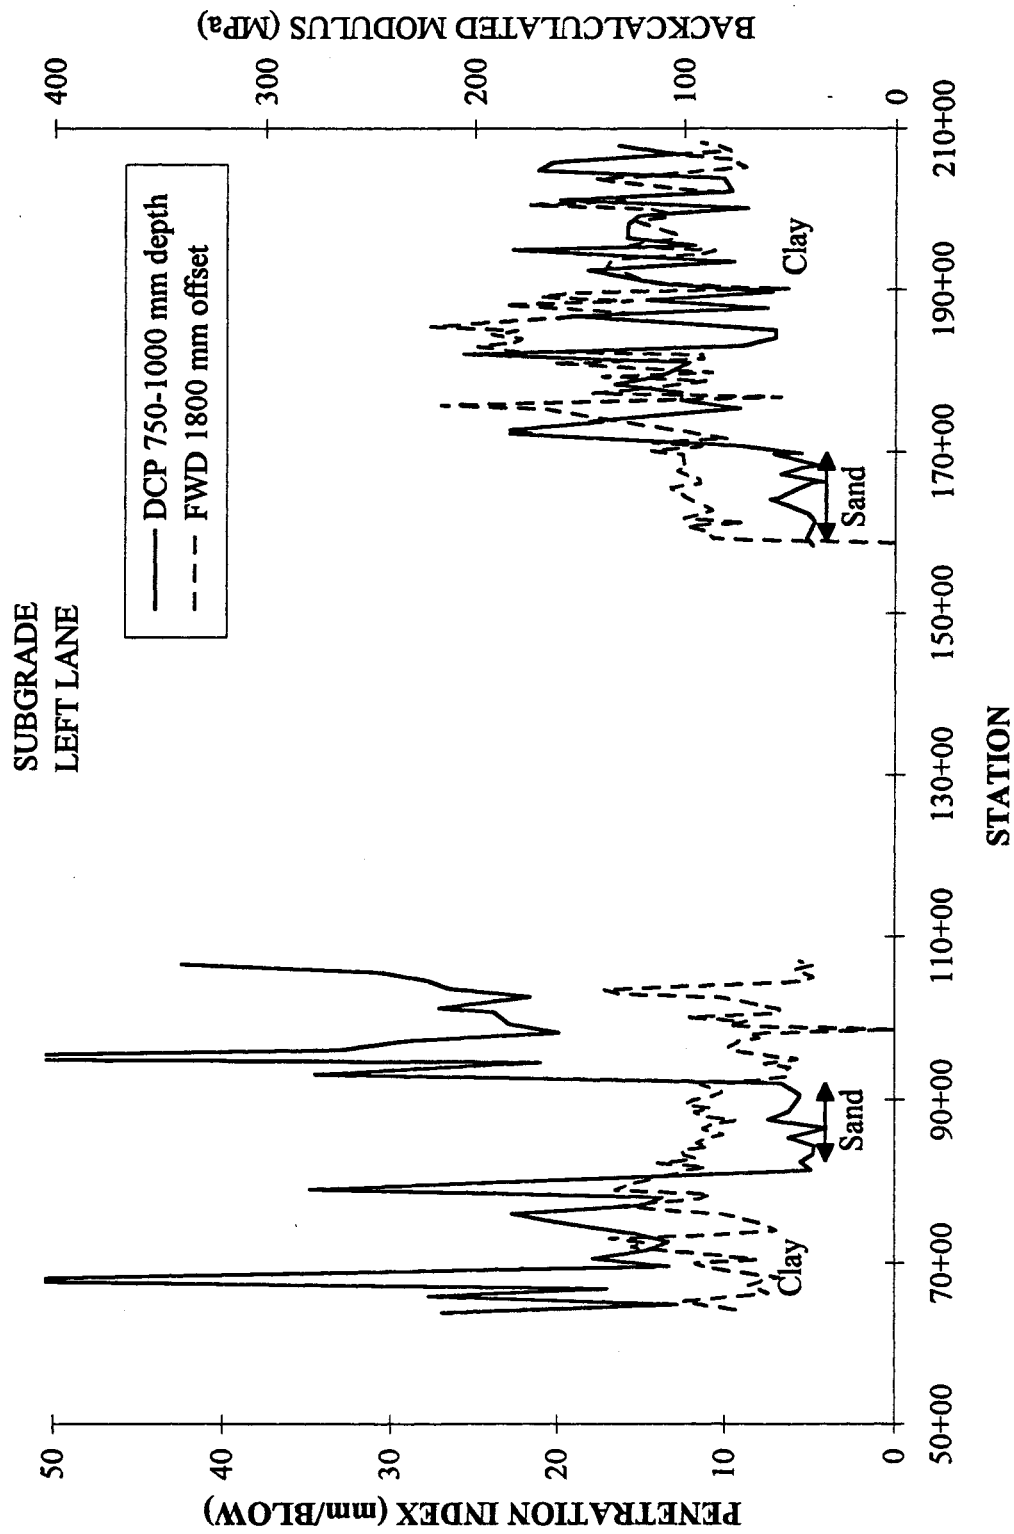 SUBGRADE
LEFT LANE
DCP 750-1000 mm depth
FWD 1800 mm offset
PENETRATION INDEX (mm/BLOW)
50
40
30
20
10
0
BACKCALCULATED MODULUS (MPa)
400
300
200
100
0
Clay
Sand
Sand
Clay
50+00
70+00
90+00
110+00
130+00
150+00
170+00
190+00
210+00
STATION